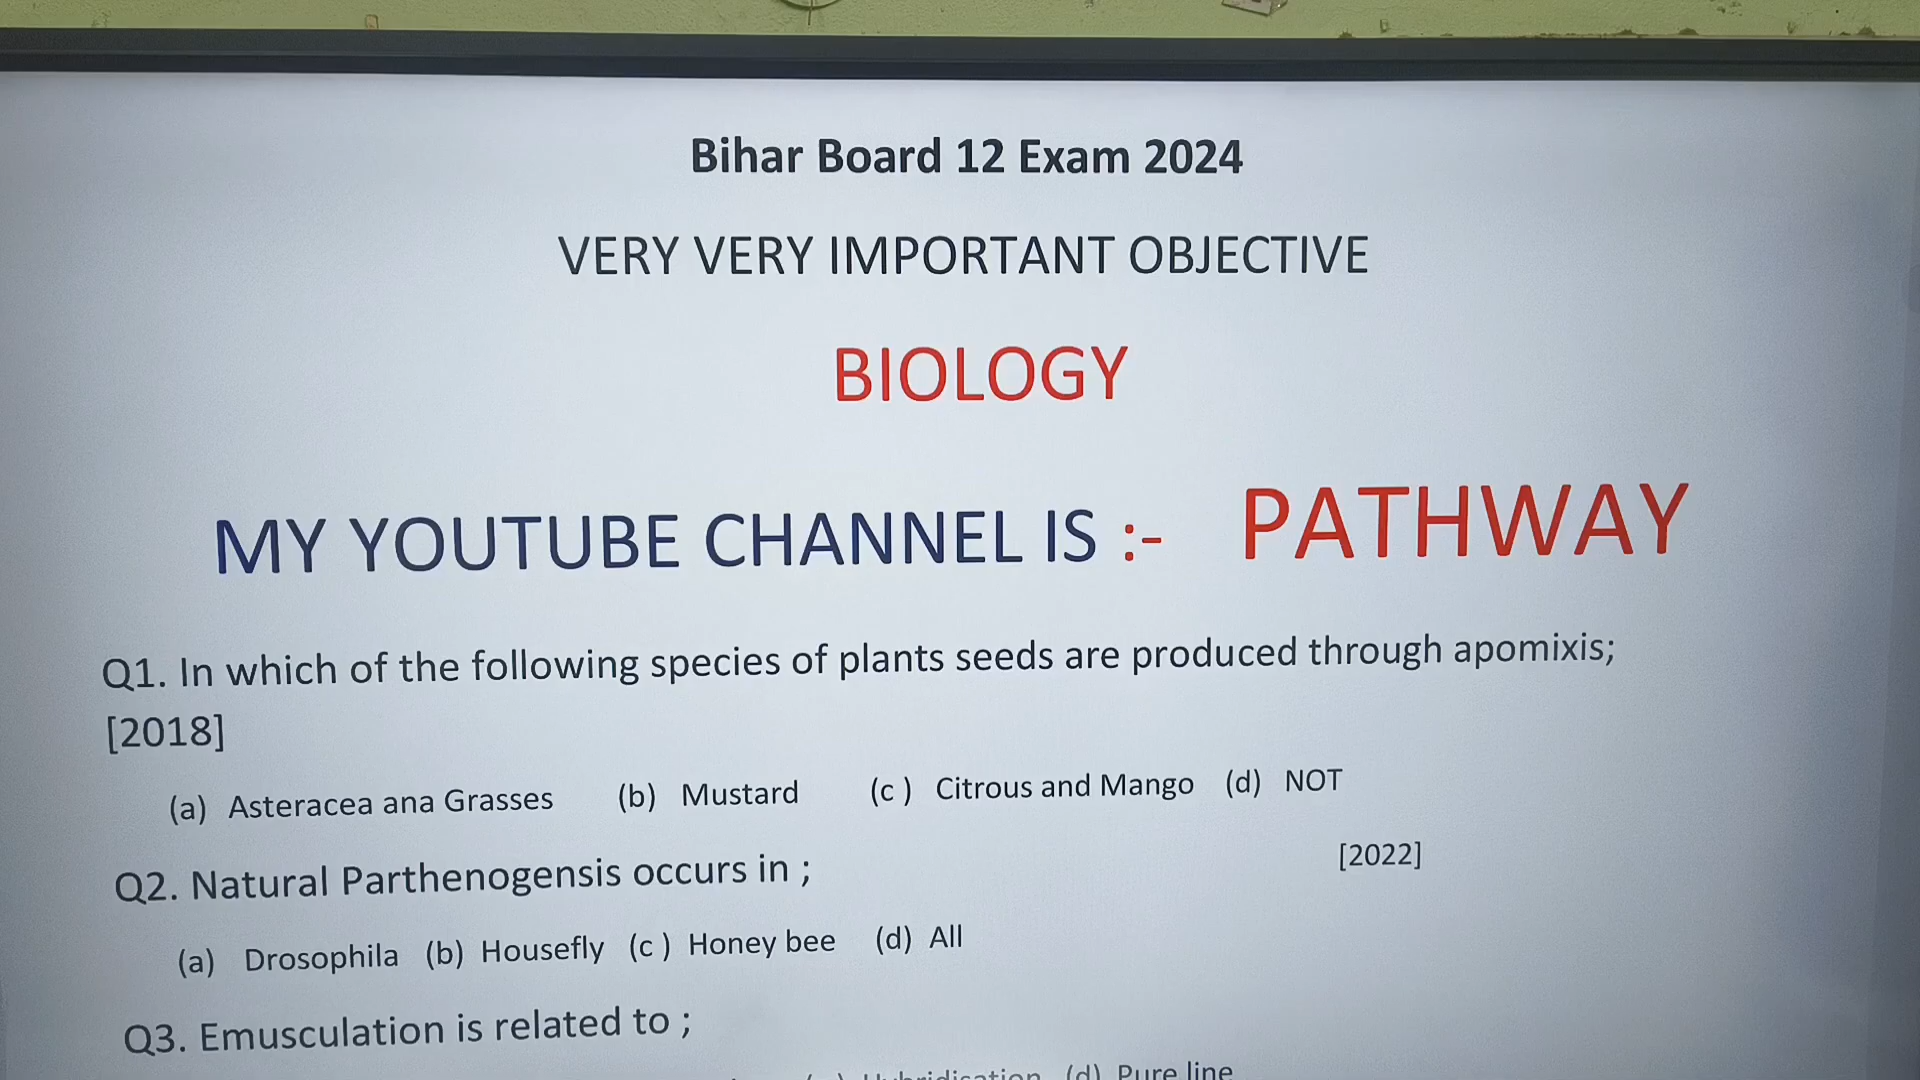 Bihar Board 12 Exam 2024
VERY VERY IMPORTANT OBJECTIVE
BIOLOGY
MY YOUTUBE CHANNEL IS :- PATHWAY
Q1. In which of the following species of plants seeds are produced through apomixis;
[2018]
(a) Asteracea ana Grasses (b) Mustard (c ) Citrous and Mango (d) NOT
Q2. Natural Parthenogensis occurs in ; [2022]
(a) Drosophila (b) Housefly (c ) Honey bee (d) All
Q3. Emusculation is related to ;
Hybridisation (d) Pure line